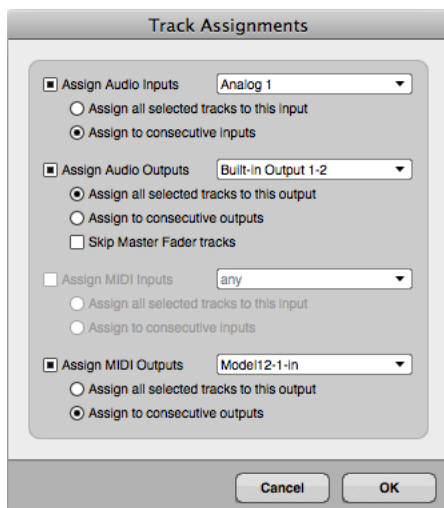 Track Assignments
Assign Audio Inputs Analog 1
Assign all selected tracks to this input
Assign to consecutive inputs
Assign Audio Outputs Built-in Output 1-2
Assign all selected tracks to this output
Assign to consecutive outputs
Skip Master Fader tracks
Assign MIDI Inputs any
Assign all selected tracks to this input
Assign to consecutive inputs
Assign MIDI Outputs Model12-1-in
Assign all selected tracks to this output
Assign to consecutive outputs
Cancel OK